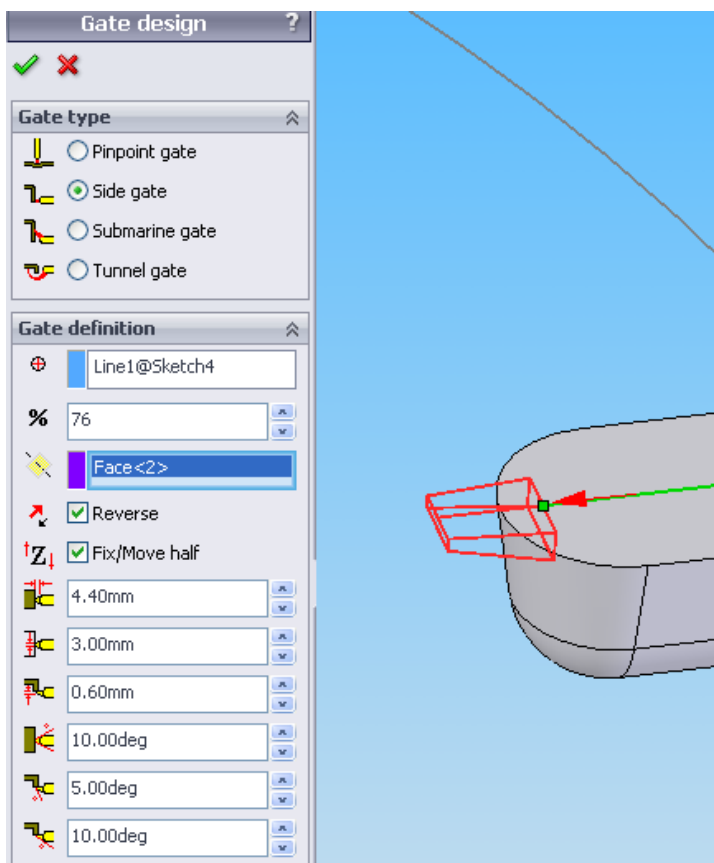 Gate design ?
Gate type
Pinpoint gate
Side gate
Submarine gate
Tunnel gate
Gate definition
Line1@Sketch4
% 76
Face<2>
Reverse
↑Z↓ Fix/Move half
4.40mm
3.00mm
0.60mm
10.00deg
5.00deg
10.00deg